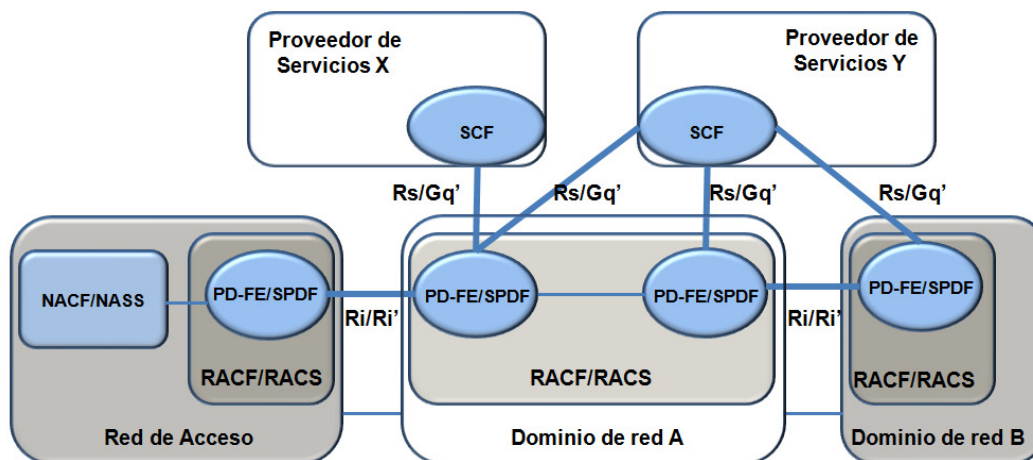 Proveedor de
Servicios X
Proveedor de
Servicios Y
SCF
SCF
Rs/Gq’
Rs/Gq’
Rs/Gq’
Rs/Gq’
NACF/NASS
PD-FE/SPDF
PD-FE/SPDF
PD-FE/SPDF
PD-FE/SPDF
Ri/Ri’
Ri/Ri’
RACF/RACS
RACF/RACS
RACF/RACS
Red de Acceso
Dominio de red A
Dominio de red B